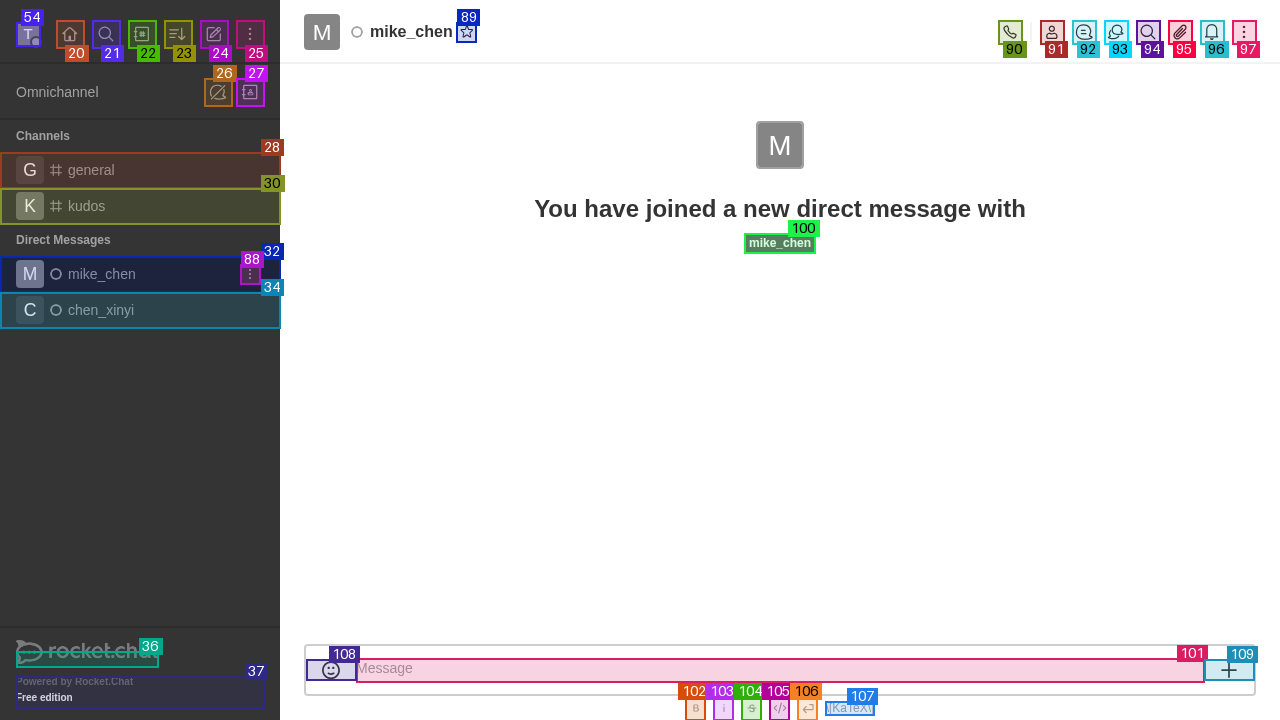 54
T
20
21
22
23
24
25
M
mike_chen
89
90
91
92
93
94
95
96
97
Omnichannel
26
27
Channels
28
G general
30
K kudos
Direct Messages
32
M mike_chen
88
34
C chen_xinyi
M
You have joined a new direct message with
100
mike_chen
36
rocket.cha
37
Powered by Rocket.Chat
Free edition
108
Message
101
109
102
103
104
105
106
107
B
i
S
</>
\(KaTeX\)